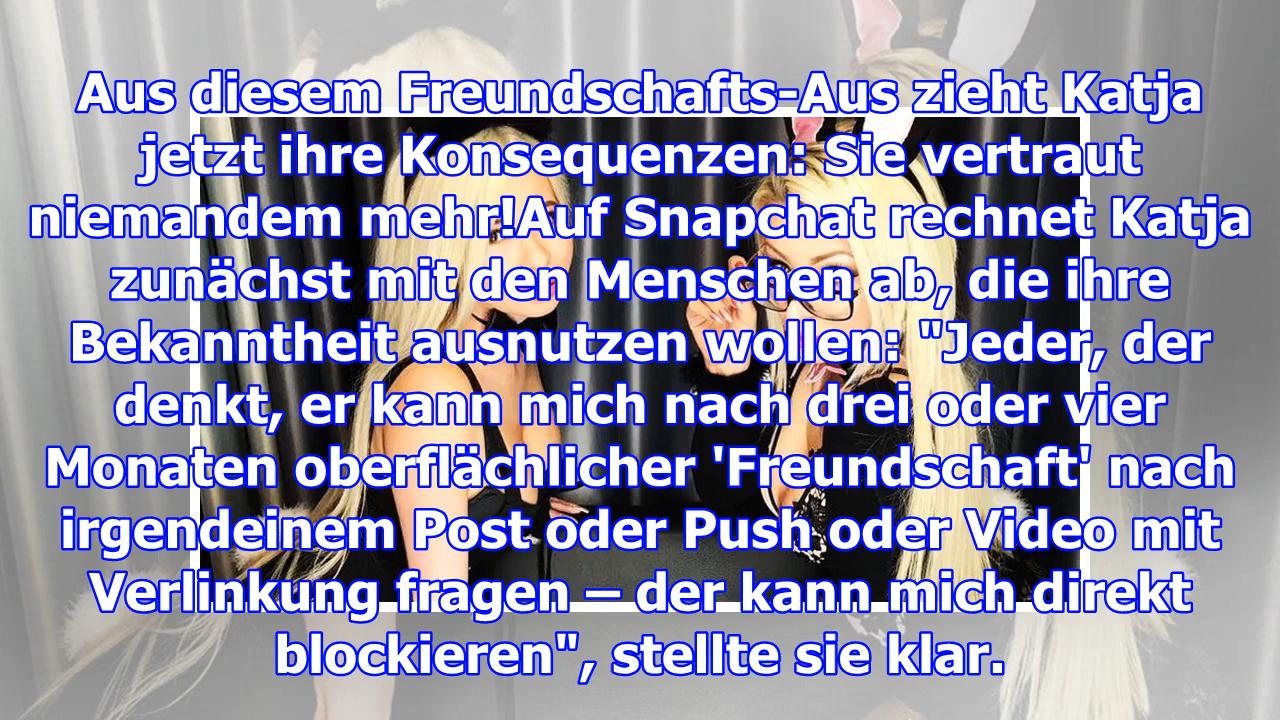 Aus diesem Freundschafts-Aus zieht Katja
jetzt ihre Konsequenzen: Sie vertraut
niemandem mehr!Auf Snapchat rechnet Katja
zunächst mit den Menschen ab, die ihre
Bekanntheit ausnutzen wollen: "Jeder, der
denkt, er kann mich nach drei oder vier
Monaten oberflächlicher 'Freundschaft' nach
irgendeinem Post oder Push oder Video mit
Verlinkung fragen – der kann mich direkt
blockieren", stellte sie klar.